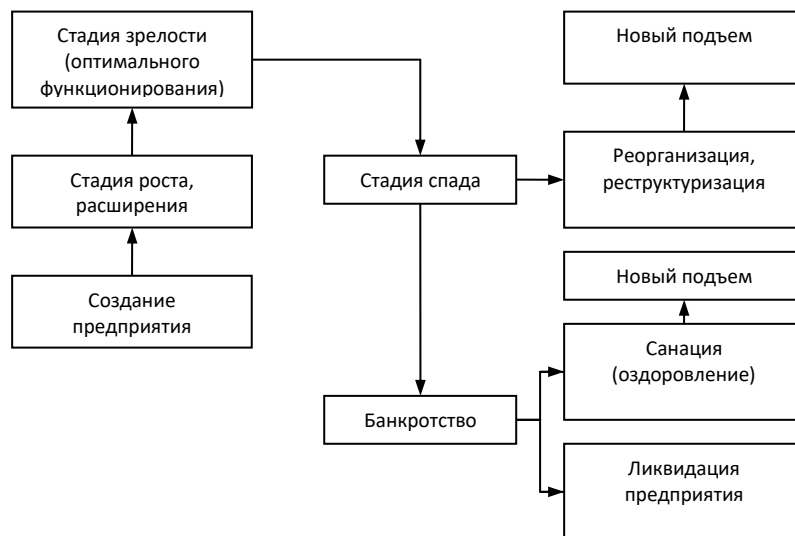 Стадия зрелости
(оптимального
функционирования)
Стадия роста,
расширения
Создание
предприятия
Стадия спада
Банкротство
Новый подъем
Реорганизация,
реструктуризация
Новый подъем
Санация
(оздоровление)
Ликвидация
предприятия